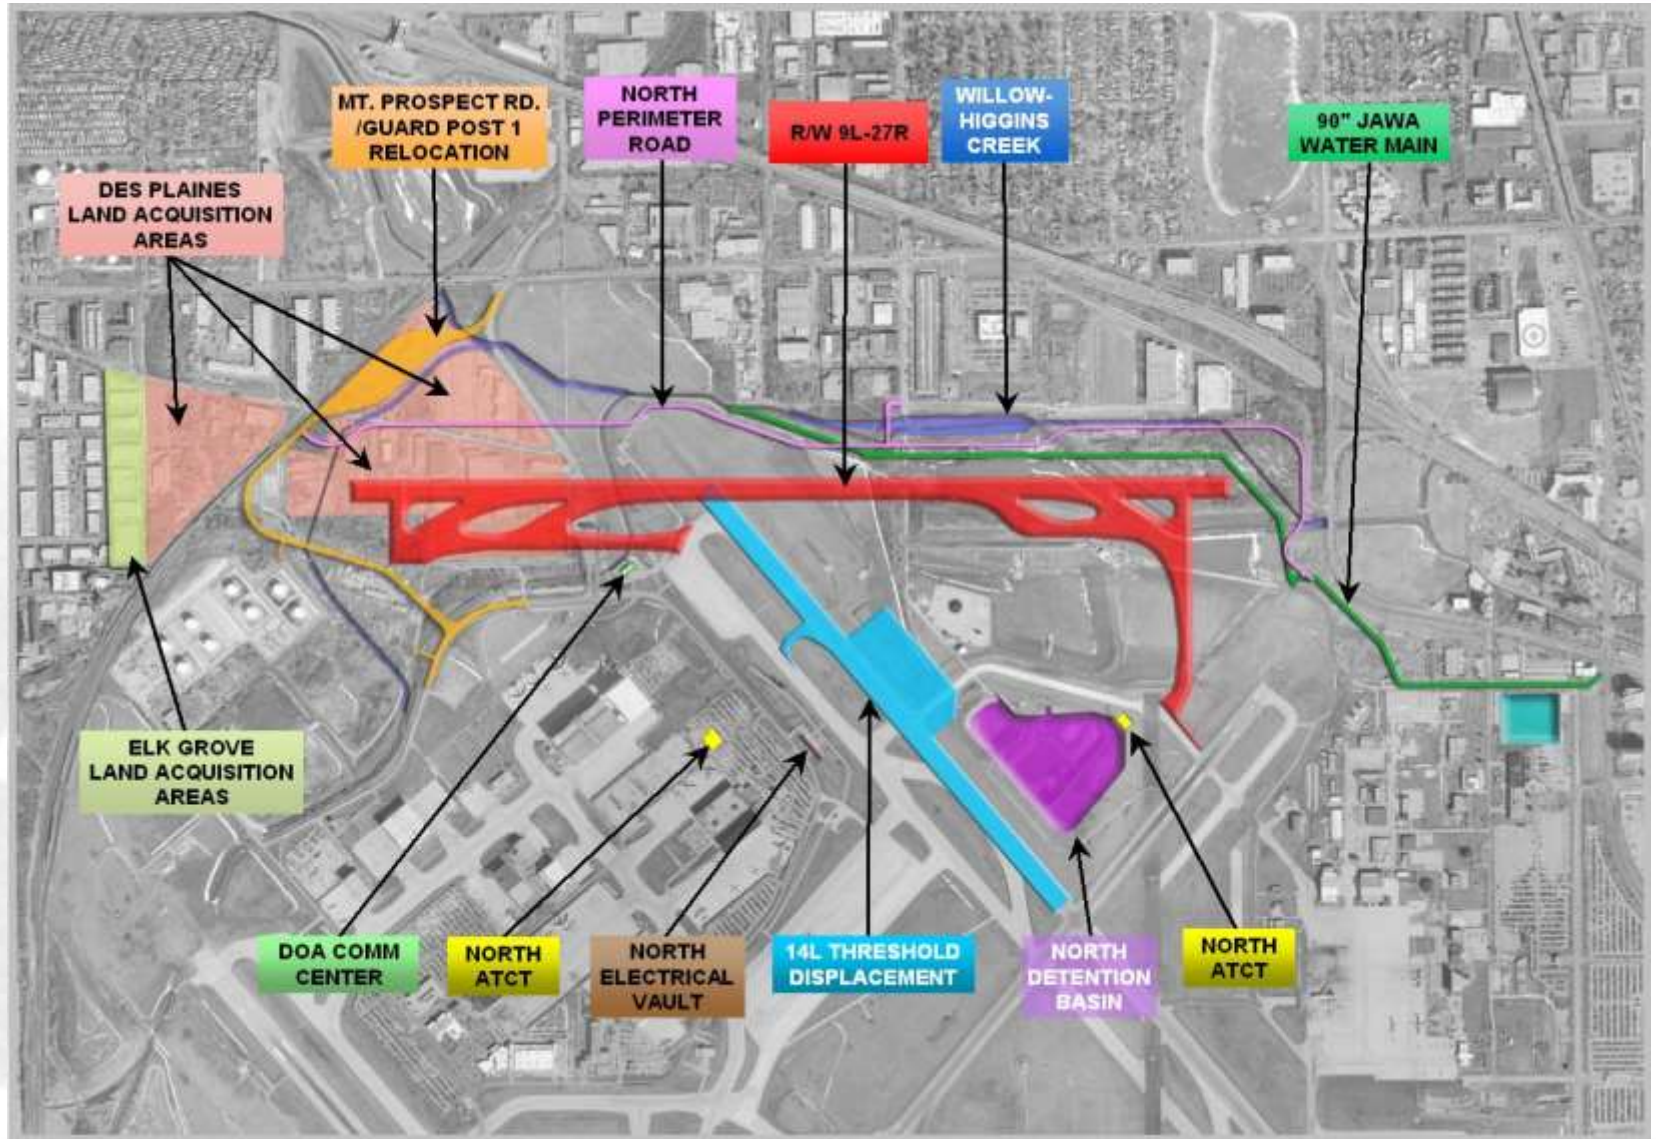 MT. PROSPECT RD.
/GUARD POST 1
RELOCATION
NORTH
PERIMETER
ROAD
R/W 9L-27R
WILLOW-
HIGGINS
CREEK
90" JAWA
WATER MAIN
DES PLAINES
LAND ACQUISITION
AREAS
ELK GROVE
LAND ACQUISITION
AREAS
DOA COMM
CENTER
NORTH
ATCT
NORTH
ELECTRICAL
VAULT
14L THRESHOLD
DISPLACEMENT
NORTH
DETENTION
BASIN
NORTH
ATCT